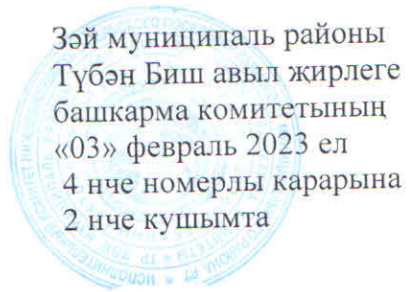 Зәй муниципаль районы
Түбән Биш авыл җирлеге
башкарма комитетының
«03» февраль 2023 ел
4 нче номерлы карарына
2 нче кушымта